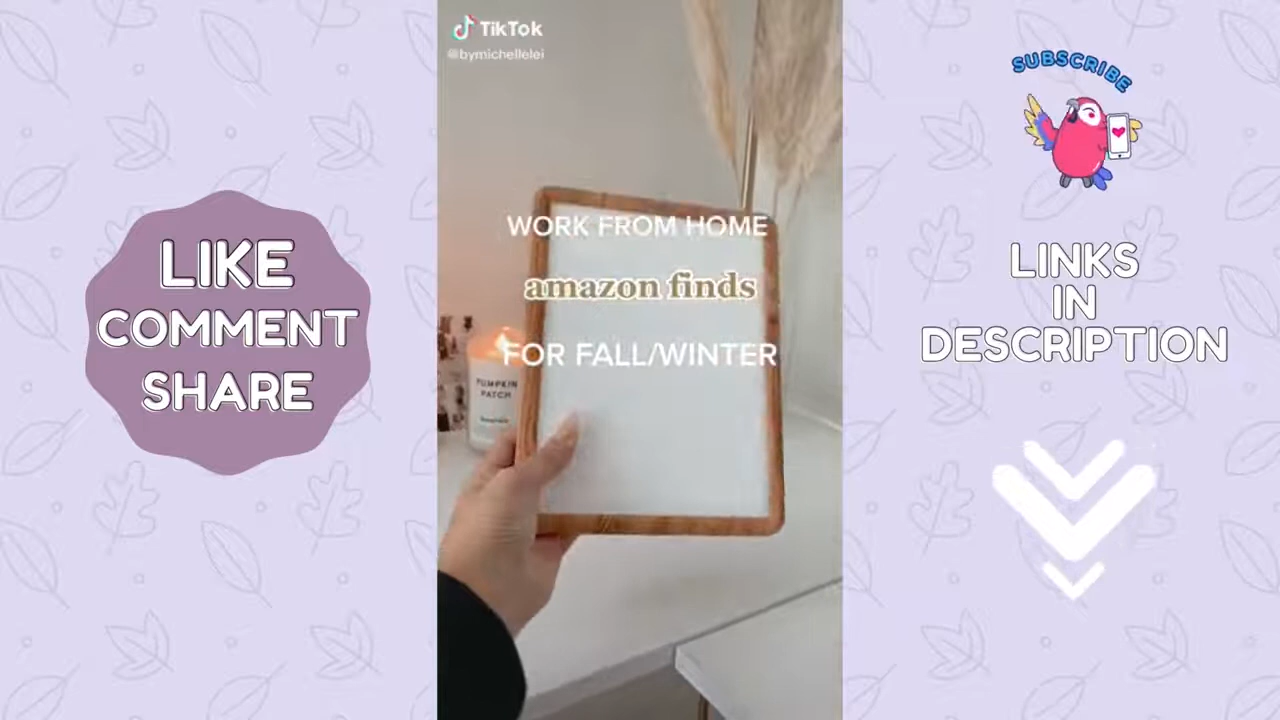 TikTok
@bymichellelei
SUBSCRIBE
LIKE
COMMENT
SHARE
WORK FROM HOME
amazon finds
FOR FALL/WINTER
PUMPKIN
PATCH
LINKS
IN
DESCRIPTION